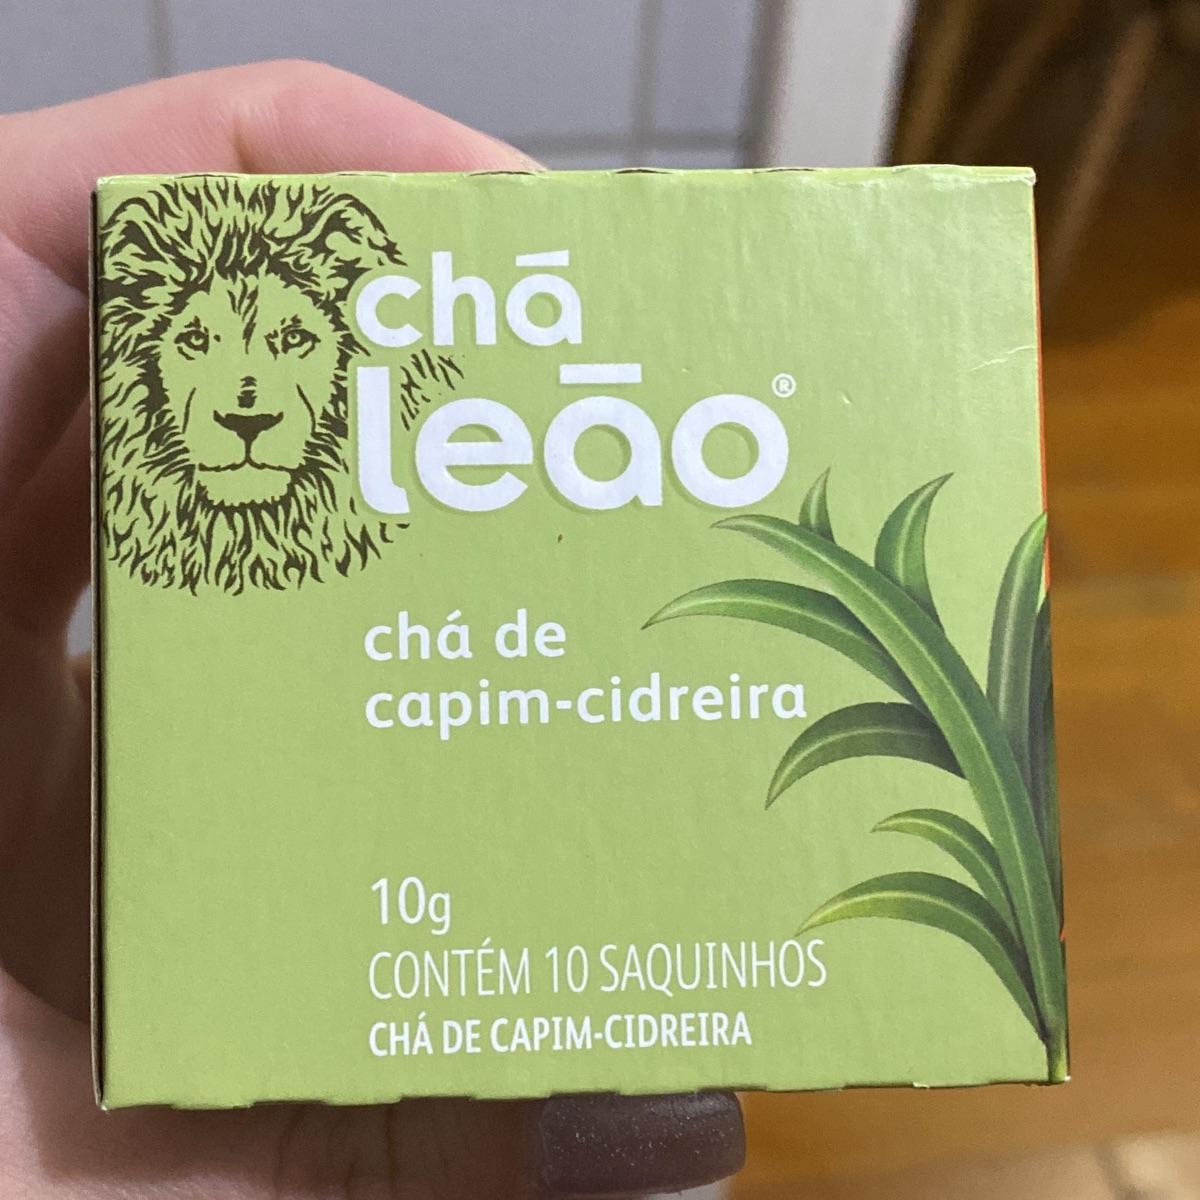 chá
leão®
chá de
capim-cidreira
10g
CONTÉM 10 SAQUINHOS
CHÁ DE CAPIM-CIDREIRA